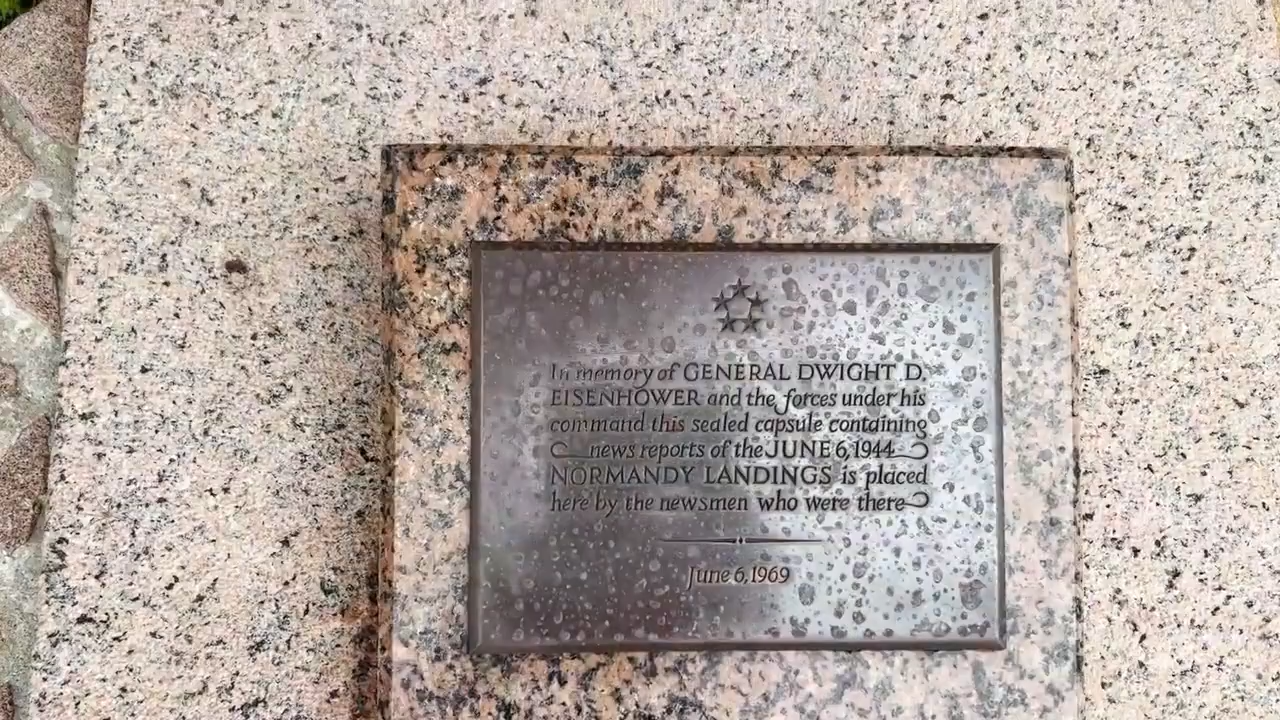 In memory of GENERAL DWIGHT D.
EISENHOWER and the forces under his
command this sealed capsule containing
news reports of the JUNE 6, 1944
NORMANDY LANDINGS is placed
here by the newsmen who were there
June 6, 1969